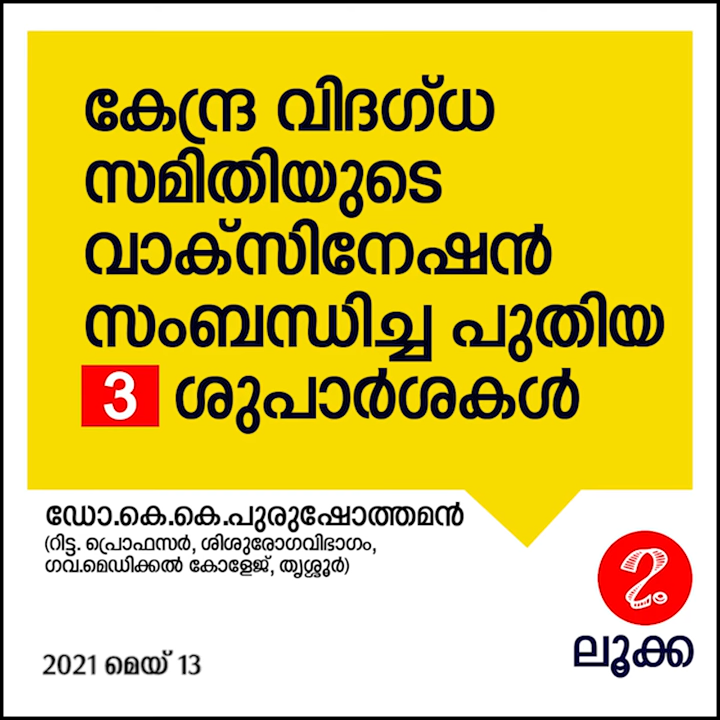 കേന്ദ്ര വിദഗ്ധ
സമിതിയുടെ
വാക്സിനേഷൻ
സംബന്ധിച്ച പുതിയ
3 ശുപാർശകൾ
ഡോ.കെ.കെ.പുരുഷോത്തമൻ
(റിട്ട. പ്രൊഫസർ, ശിശുരോഗവിഭാഗം,
ഗവ.മെഡിക്കൽ കോളേജ്, തൃശ്ശൂർ)
2021 മെയ് 13
ലൂക്ക